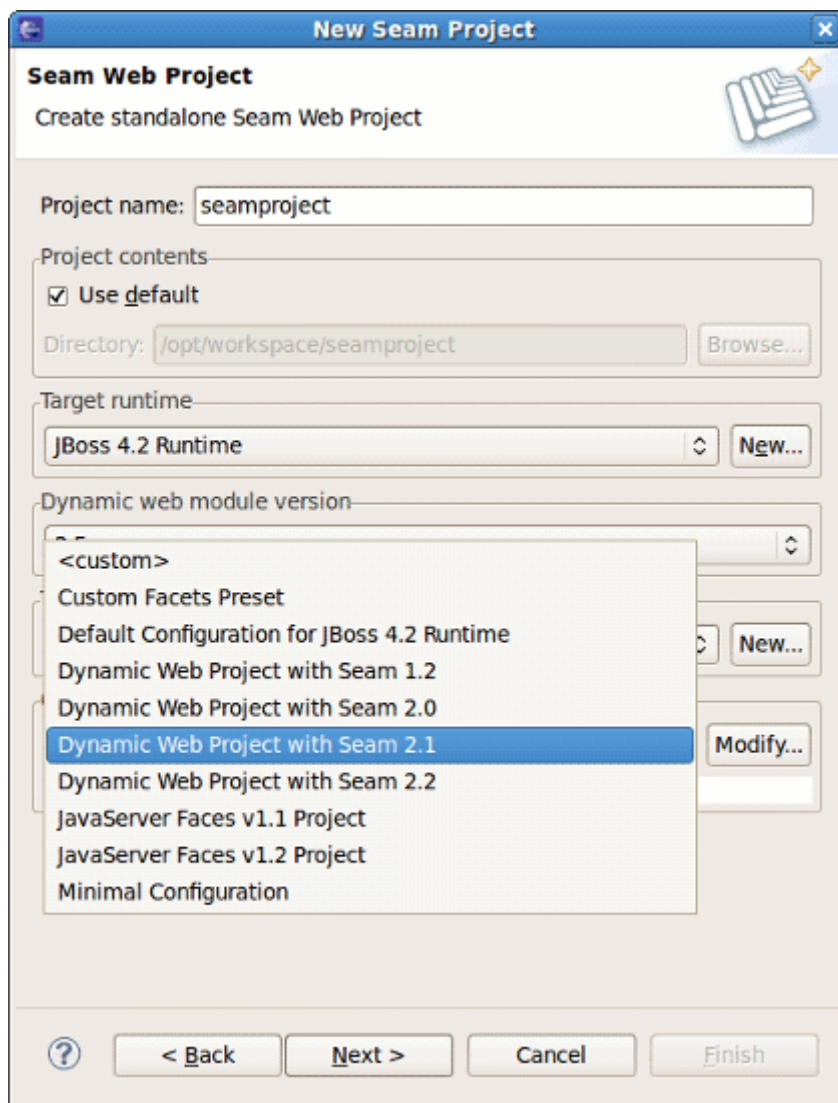 New Seam Project
Seam Web Project
Create standalone Seam Web Project
Project name: seamproject
Project contents
Use default
Directory: /opt/workspace/seamproject Browse...
Target runtime
JBoss 4.2 Runtime New...
Dynamic web module version
<custom>
Custom Facets Preset
Default Configuration for JBoss 4.2 Runtime
New...
Dynamic Web Project with Seam 1.2
Dynamic Web Project with Seam 2.0
Dynamic Web Project with Seam 2.1 Modify...
Dynamic Web Project with Seam 2.2
JavaServer Faces v1.1 Project
JavaServer Faces v1.2 Project
Minimal Configuration
< Back Next > Cancel Finish